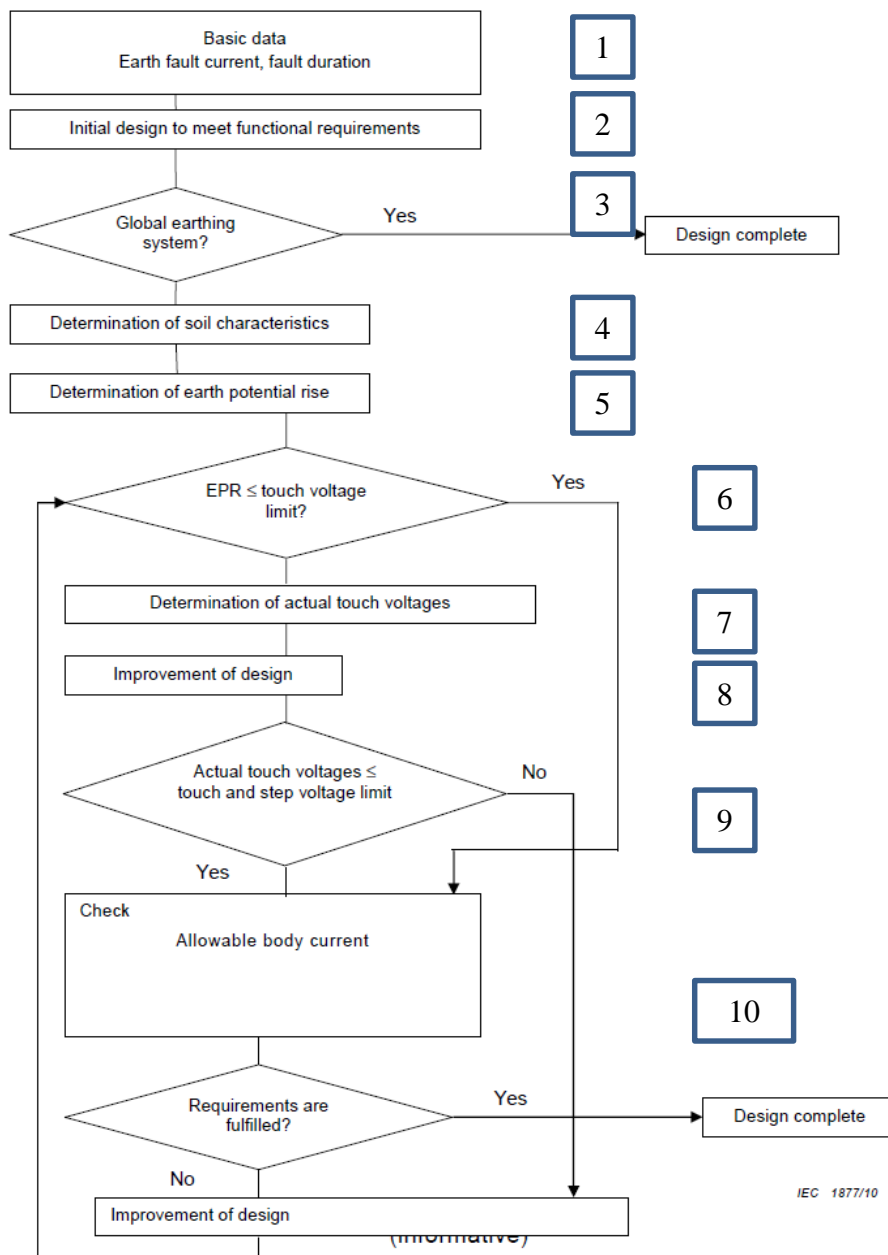 Basic data
Earth fault current, fault duration
1
Initial design to meet functional requirements
2
Global earthing
system?
Yes
3
Design complete
Determination of soil characteristics
4
Determination of earth potential rise
5
EPR ≤ touch voltage
limit?
Yes
6
Determination of actual touch voltages
7
Improvement of design
8
Actual touch voltages ≤
touch and step voltage limit
No
9
Yes
Check
Allowable body current
10
Requirements are
fulfilled?
Yes
Design complete
No
IEC 1877/10
Improvement of design
(informative)